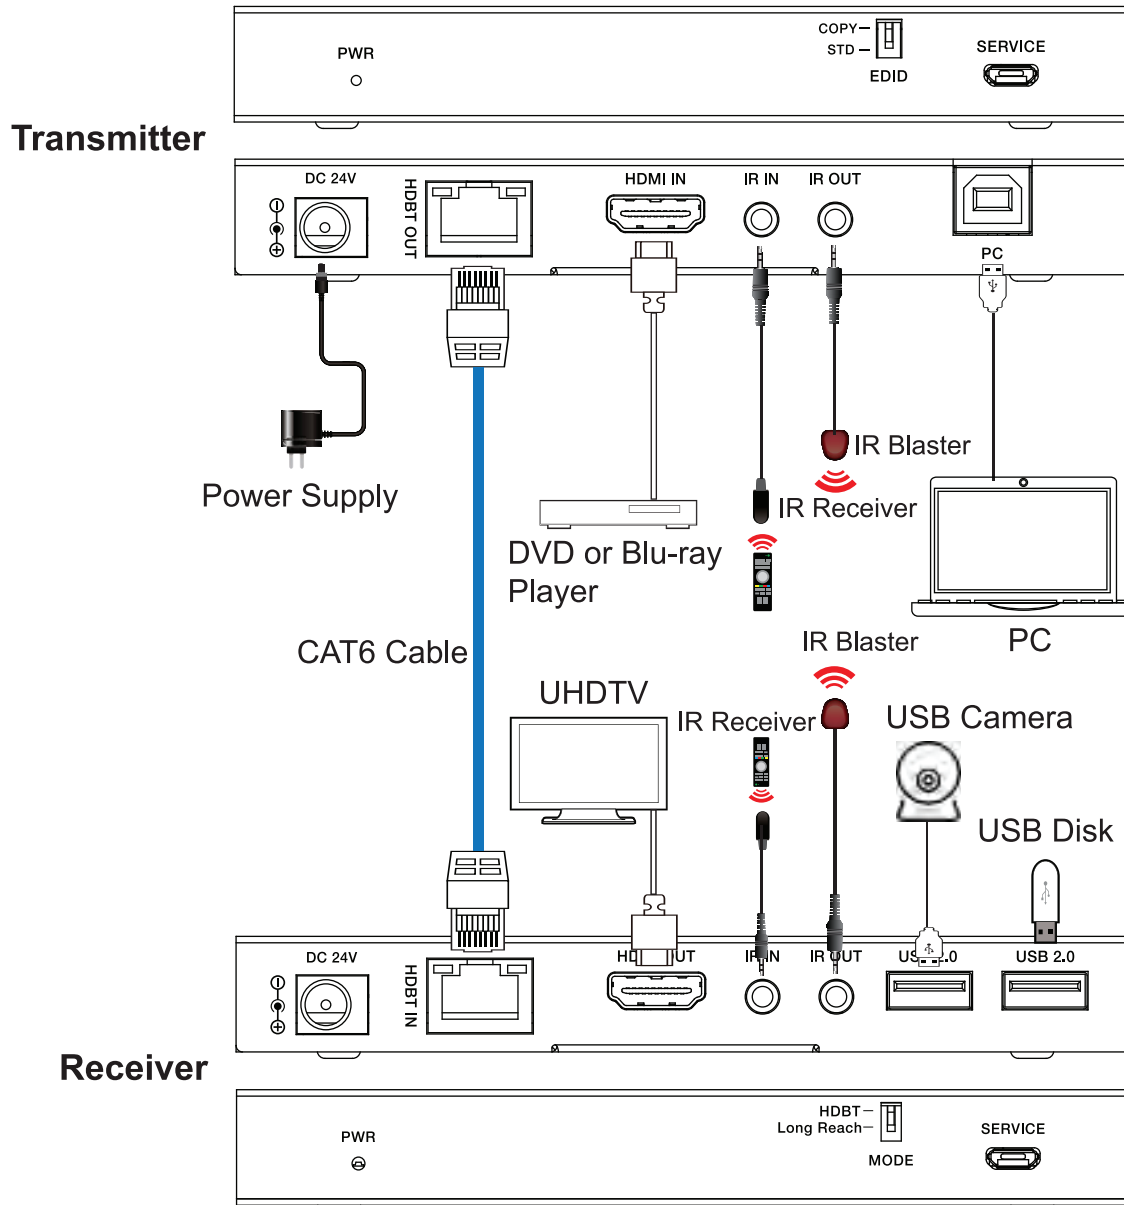 COPY
STD
EDID
SERVICE
PWR
Transmitter
DC 24V
HDBT OUT
HDMI IN
IR IN
IR OUT
PC
IR Blaster
Power Supply
IR Receiver
DVD or Blu-ray
Player
CAT6 Cable
IR Blaster
PC
UHDTV
IR Receiver
USB Camera
USB Disk
DC 24V
HDBT IN
IR IN
USB 2.0
Receiver
HDBT
Long Reach
MODE
SERVICE
PWR